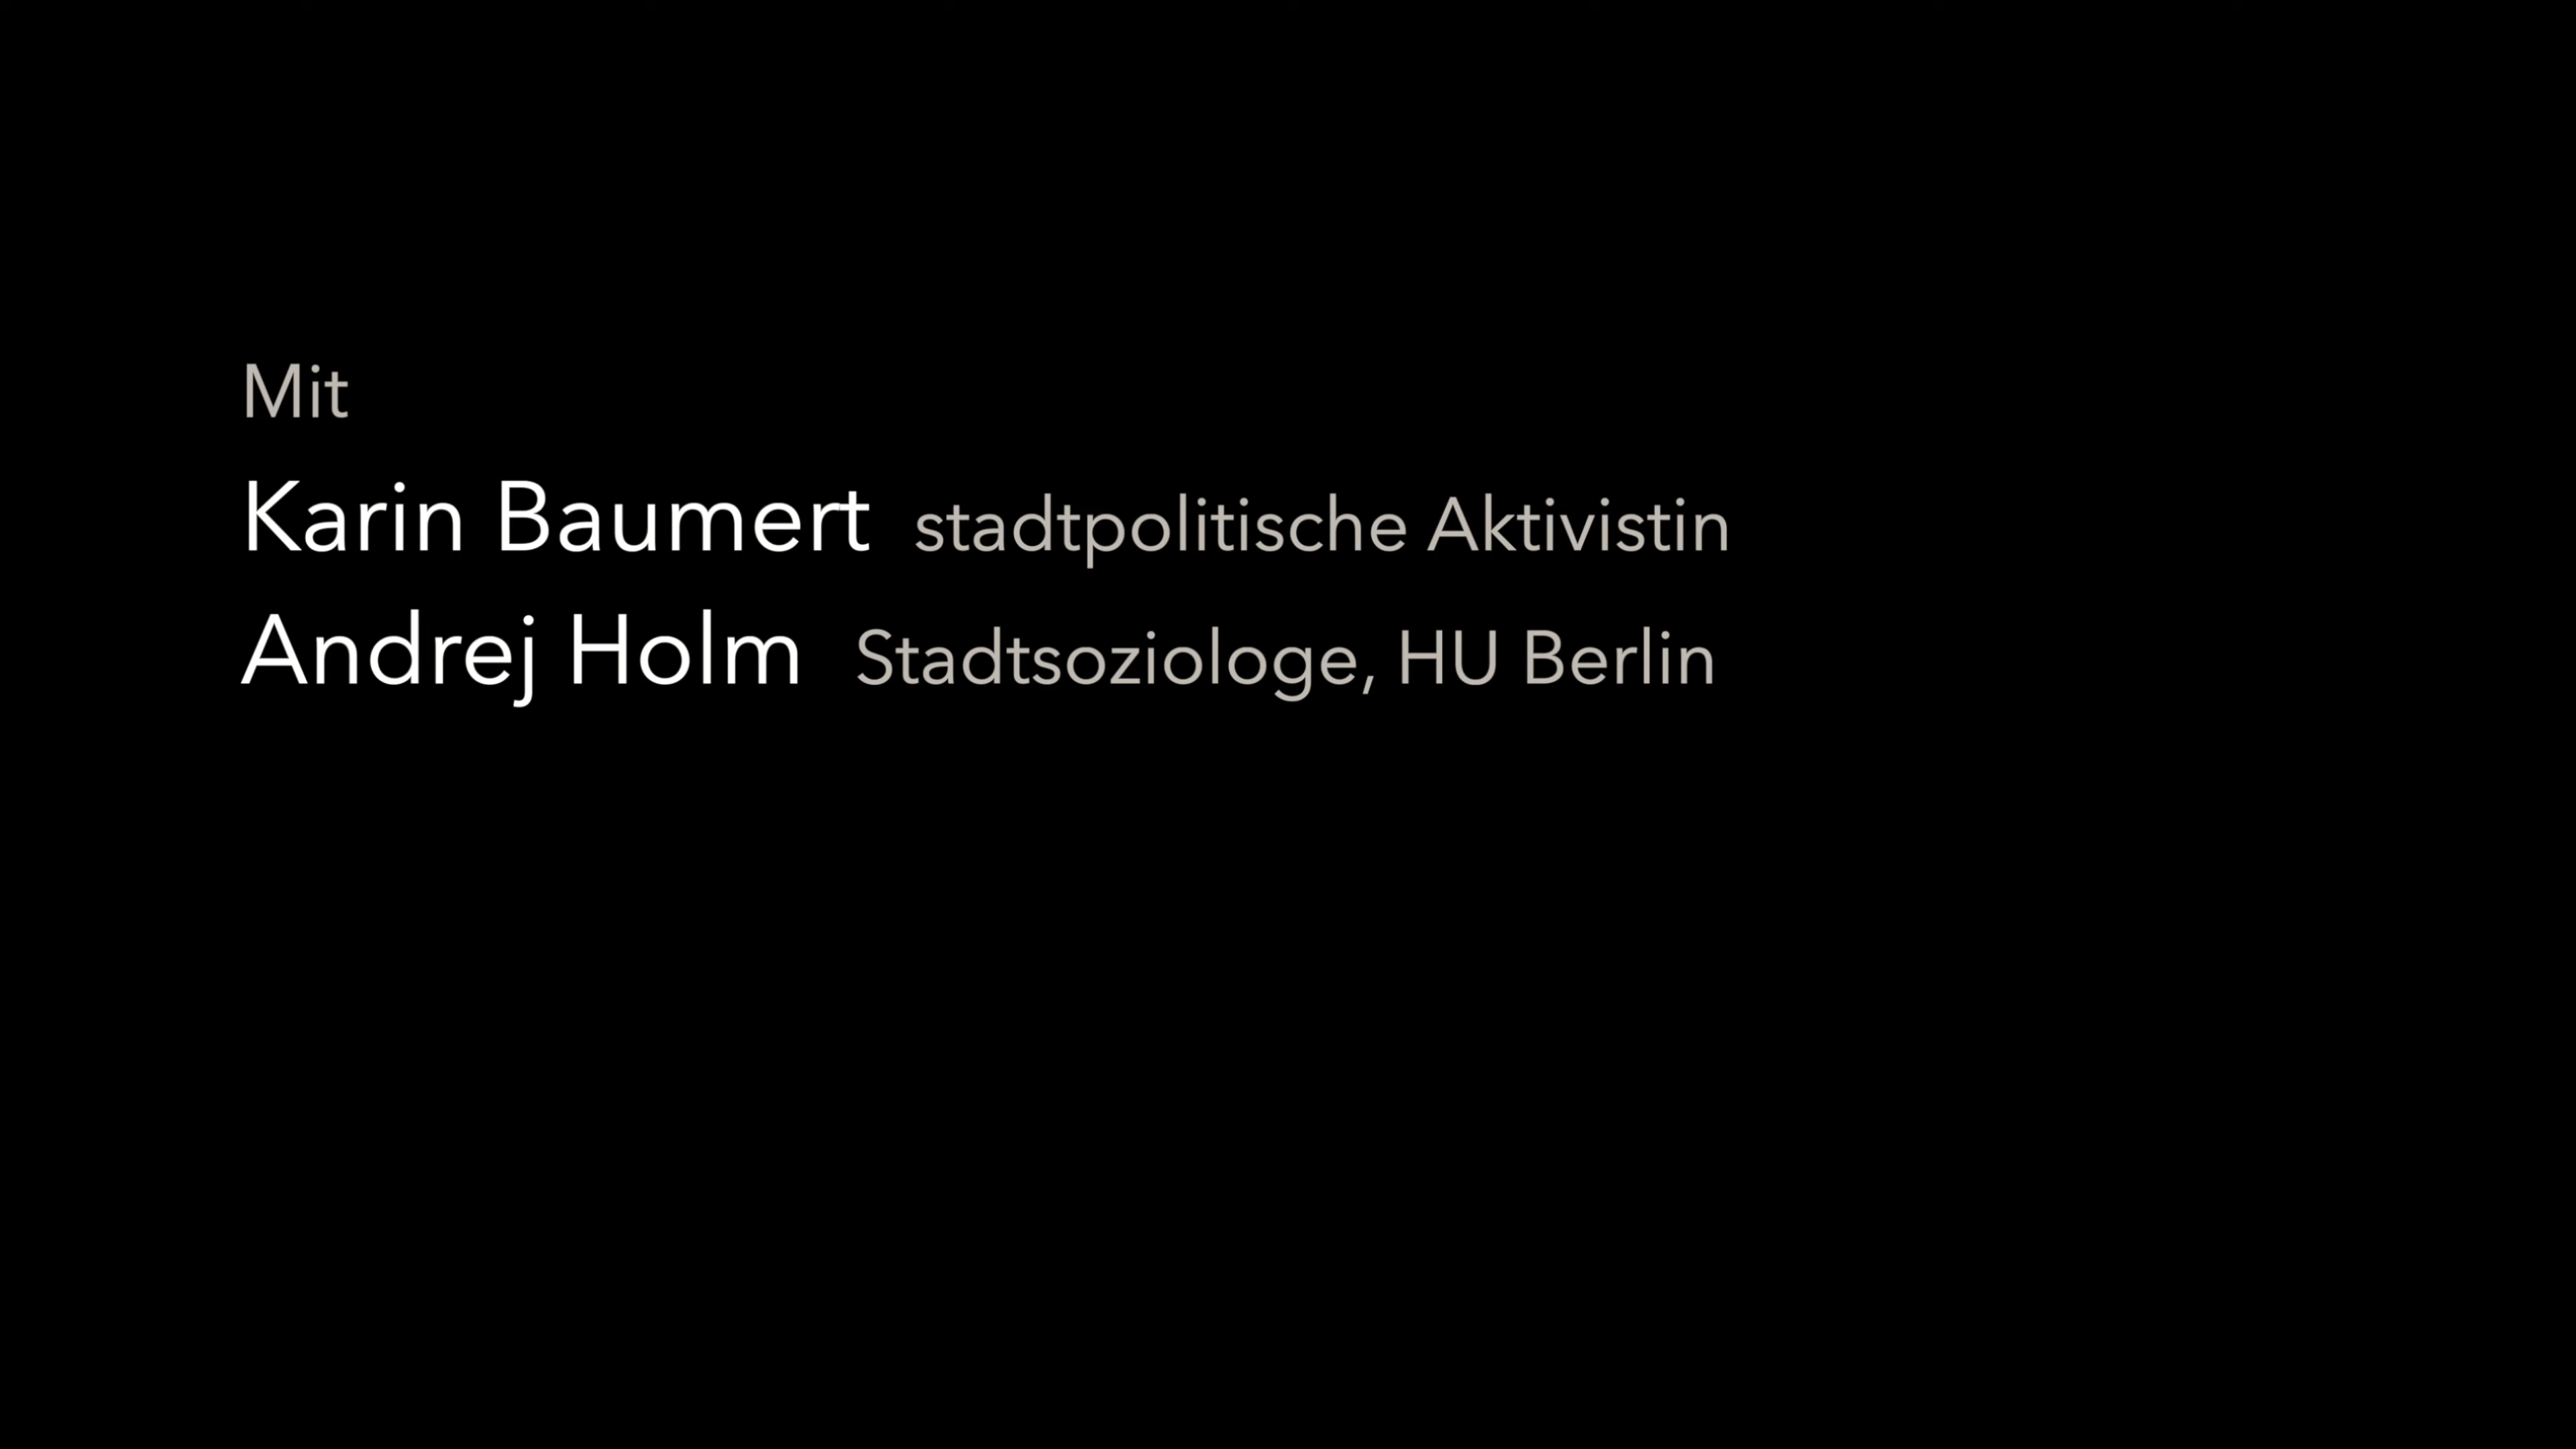 Mit
Karin Baumert stadtpolitische Aktivistin
Andrej Holm Stadtsoziologe, HU Berlin